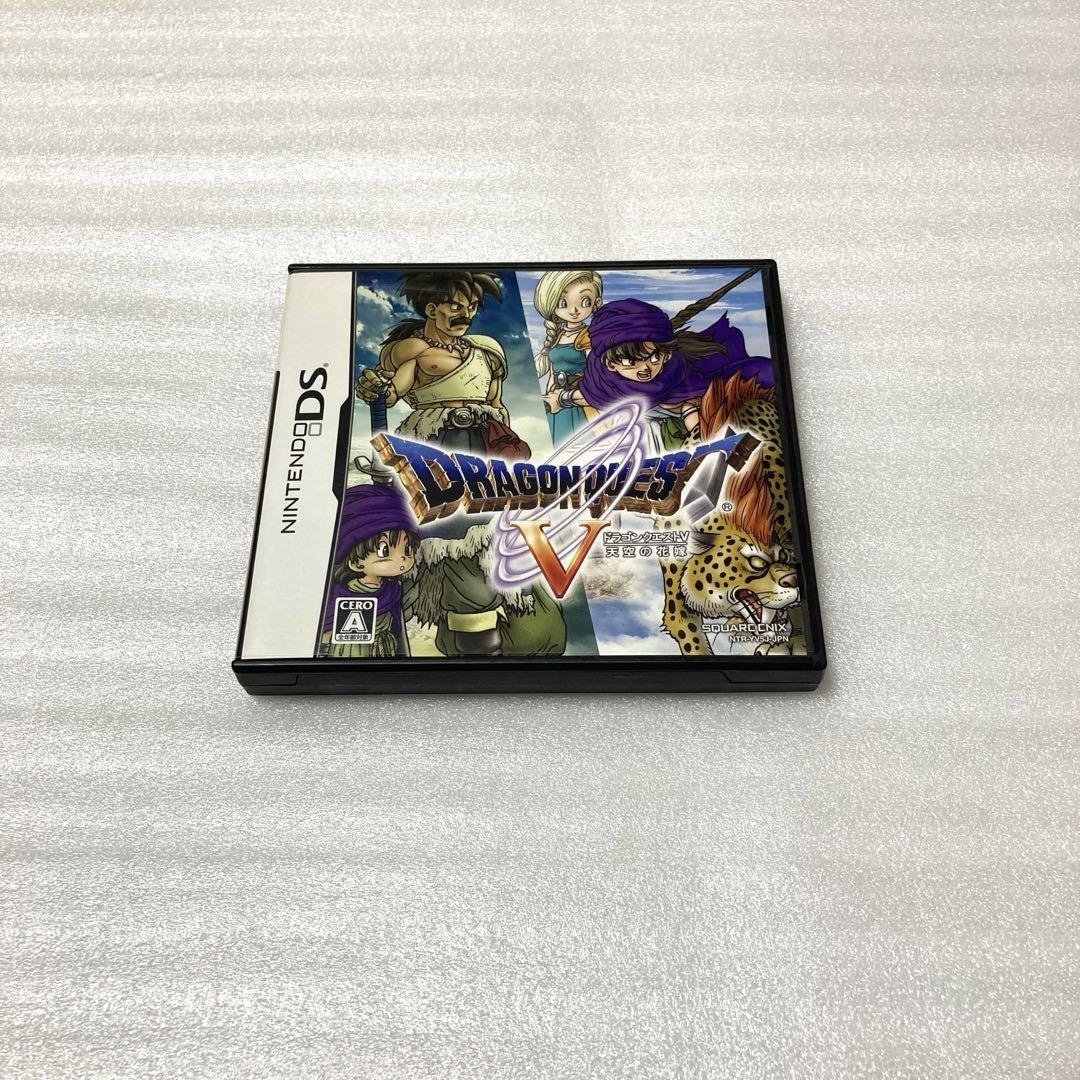 NINTENDO DS®
DRAGON QUEST®
V
ドラゴンクエストV
天空の花嫁
CERO
A
全年齢対象
SQUARE ENIX
NTR-YV5J-JPN